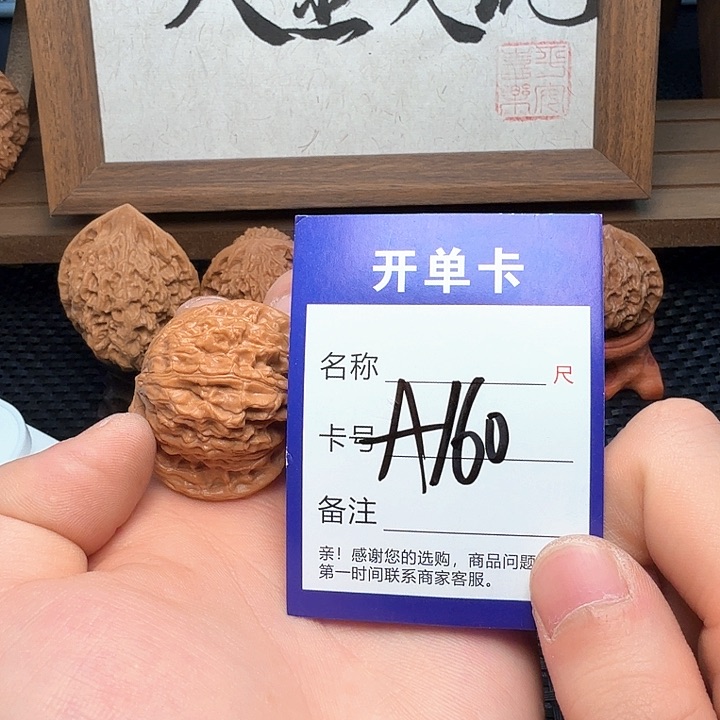 开单卡
名称 尺
卡号 A160
备注
亲！感谢您的选购，商品问题
第一时间联系商家客服。